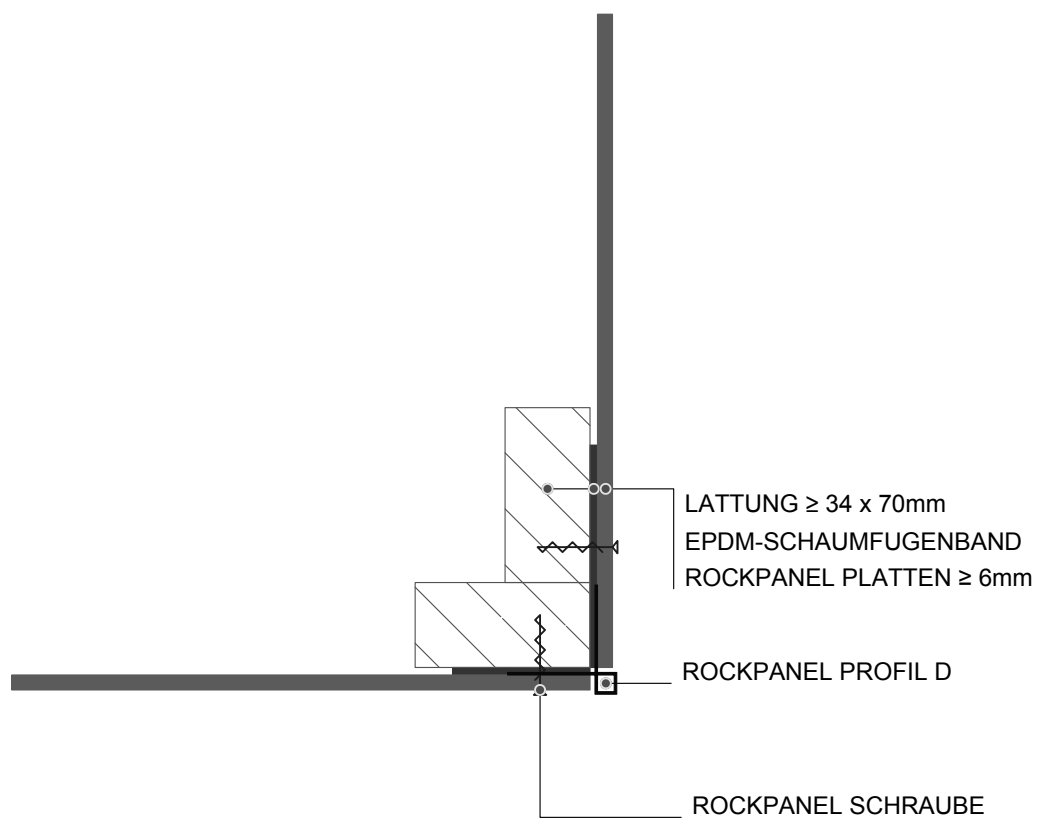 LATTUNG ≥ 34 x 70mm
EPDM-SCHAUMFUGENBAND
ROCKPANEL PLATTEN ≥ 6mm
ROCKPANEL PROFIL D
ROCKPANEL SCHRAUBE